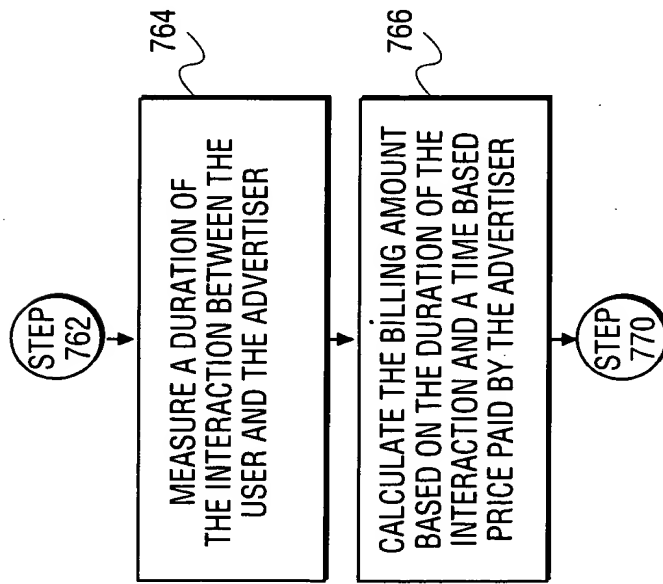 STEP
762
MEASURE A DURATION OF
THE INTERACTION BETWEEN THE
USER AND THE ADVERTISER
764
CALCULATE THE BILLING AMOUNT
BASED ON THE DURATION OF THE
INTERACTION AND A TIME BASED
PRICE PAID BY THE ADVERTISER
766
STEP
770